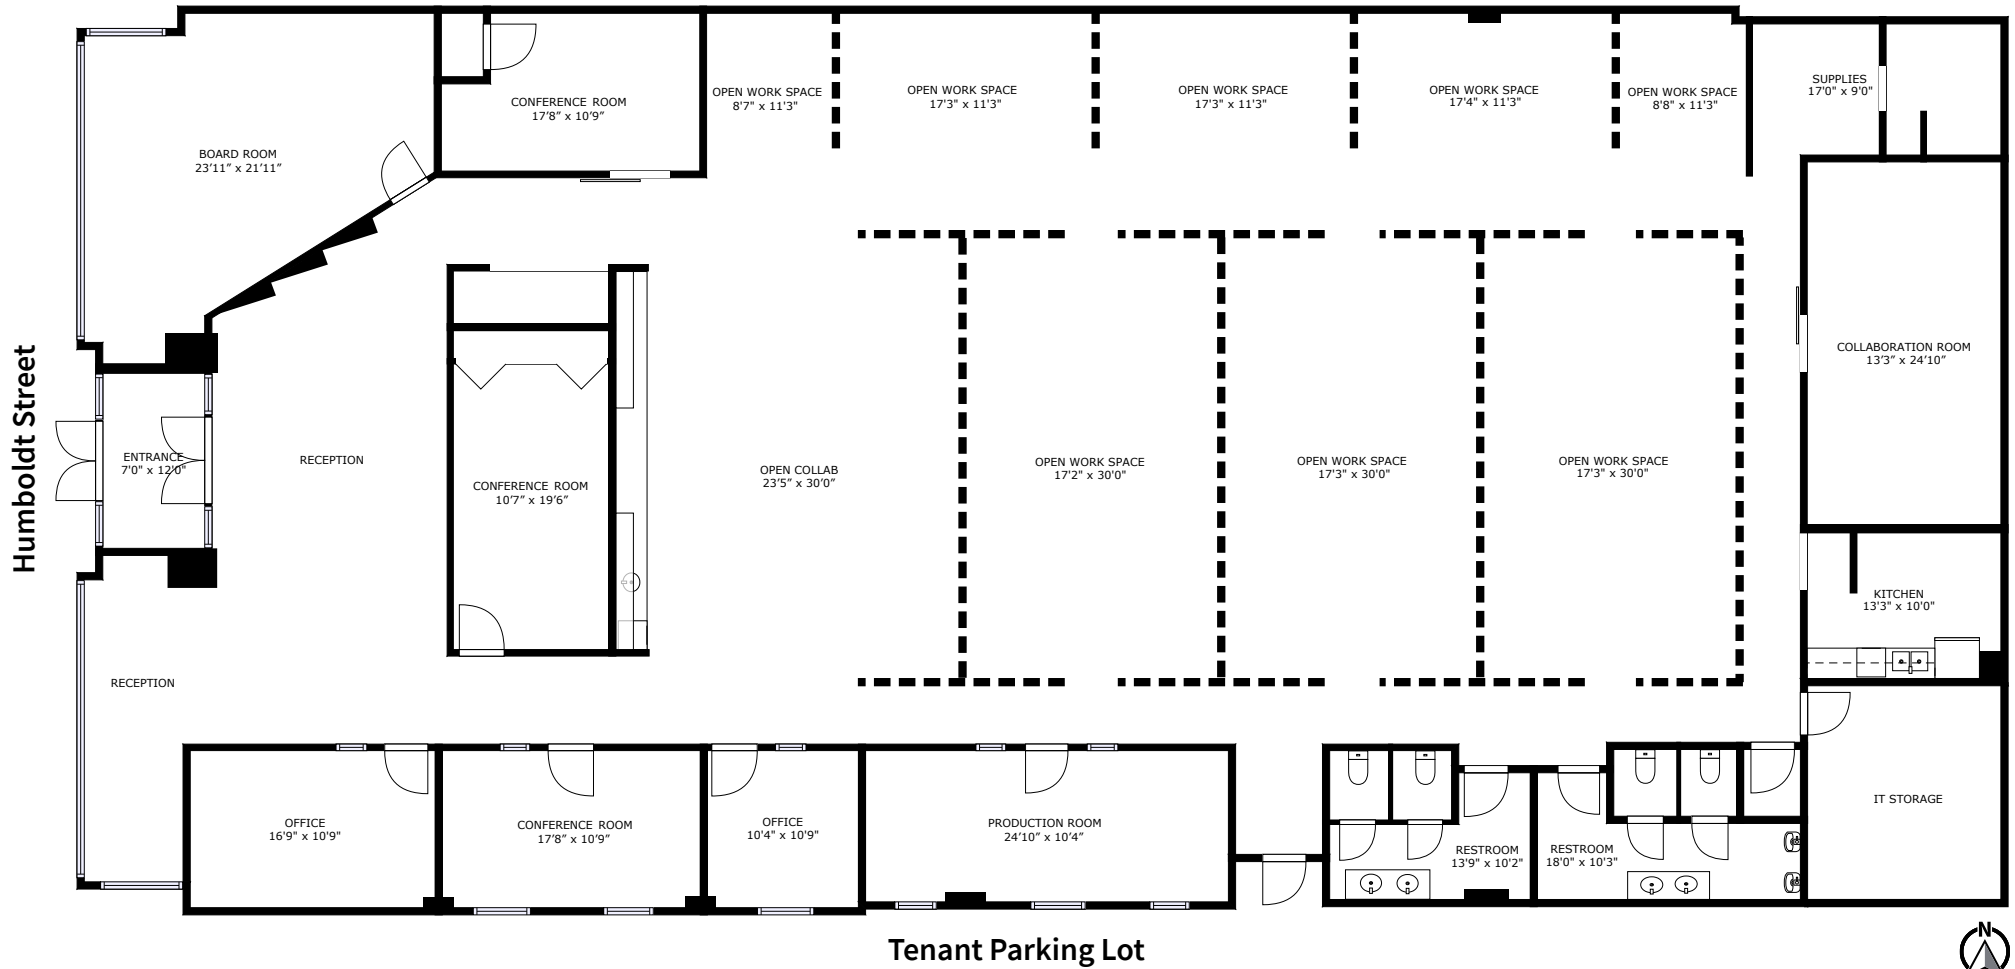 OPEN WORK SPACE
8'7" x 11'3"
OPEN WORK SPACE
17'3" x 11'3"
OPEN WORK SPACE
17'3" x 11'3"
OPEN WORK SPACE
17'4" x 11'3"
OPEN WORK SPACE
8'8" x 11'3"
SUPPLIES
17'0" x 9'0"
CONFERENCE ROOM
17'8" x 10'9"
BOARD ROOM
23'11" x 21'11"
COLLABORATION ROOM
13'3" x 24'10"
Humboldt Street
ENTRANCE
7'0" x 12'0"
RECEPTION
CONFERENCE ROOM
10'7" x 19'6"
OPEN COLLAB
23'5" x 30'0"
OPEN WORK SPACE
17'2" x 30'0"
OPEN WORK SPACE
17'3" x 30'0"
OPEN WORK SPACE
17'3" x 30'0"
KITCHEN
13'3" x 10'0"
RECEPTION
OFFICE
16'9" x 10'9"
CONFERENCE ROOM
17'8" x 10'9"
OFFICE
10'4" x 10'9"
PRODUCTION ROOM
24'10" x 10'4"
RESTROOM
13'9" x 10'2"
RESTROOM
18'0" x 10'3"
IT STORAGE
Tenant Parking Lot
N